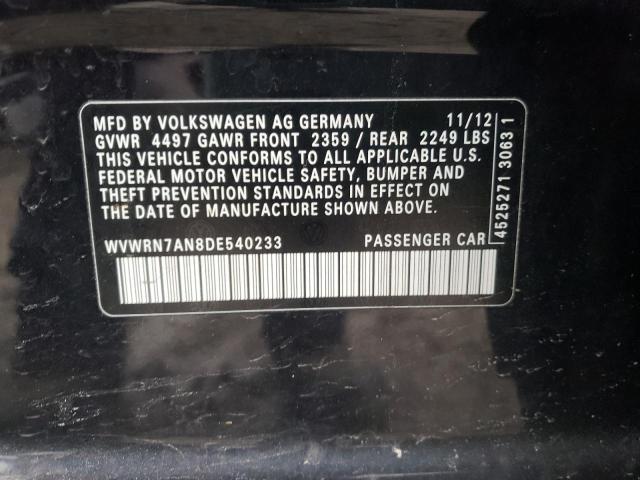 MFD BY VOLKSWAGEN AG GERMANY 11/12
GVWR 4497 GAWR FRONT 2359 / REAR 2249 LBS
THIS VEHICLE CONFORMS TO ALL APPLICABLE U.S.
FEDERAL MOTOR VEHICLE SAFETY, BUMPER AND
THEFT PREVENTION STANDARDS IN EFFECT ON
THE DATE OF MANUFACTURE SHOWN ABOVE.
WVWRN7AN8DE540233 PASSENGER CAR
4525271 30631